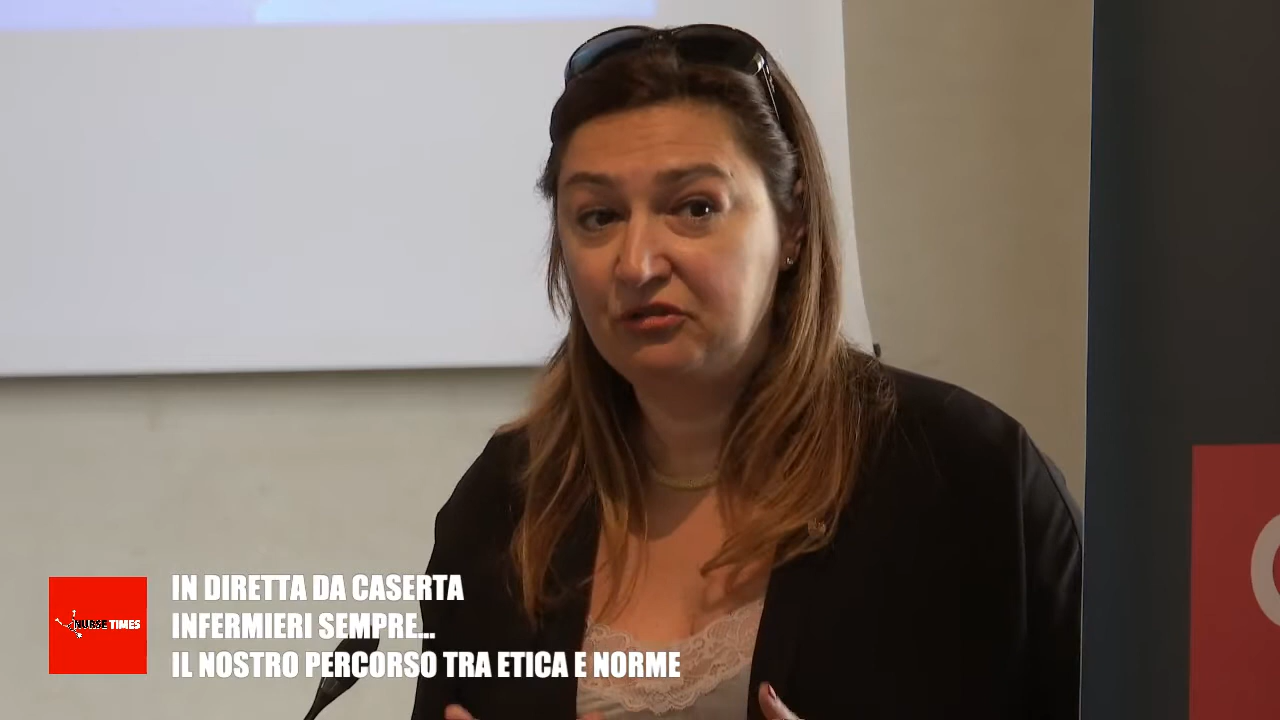 IN DIRETTA DA CASERTA
INFERMIERI SEMPRE...
IL NOSTRO PERCORSO TRA ETICA E NORME
NURSE TIMES